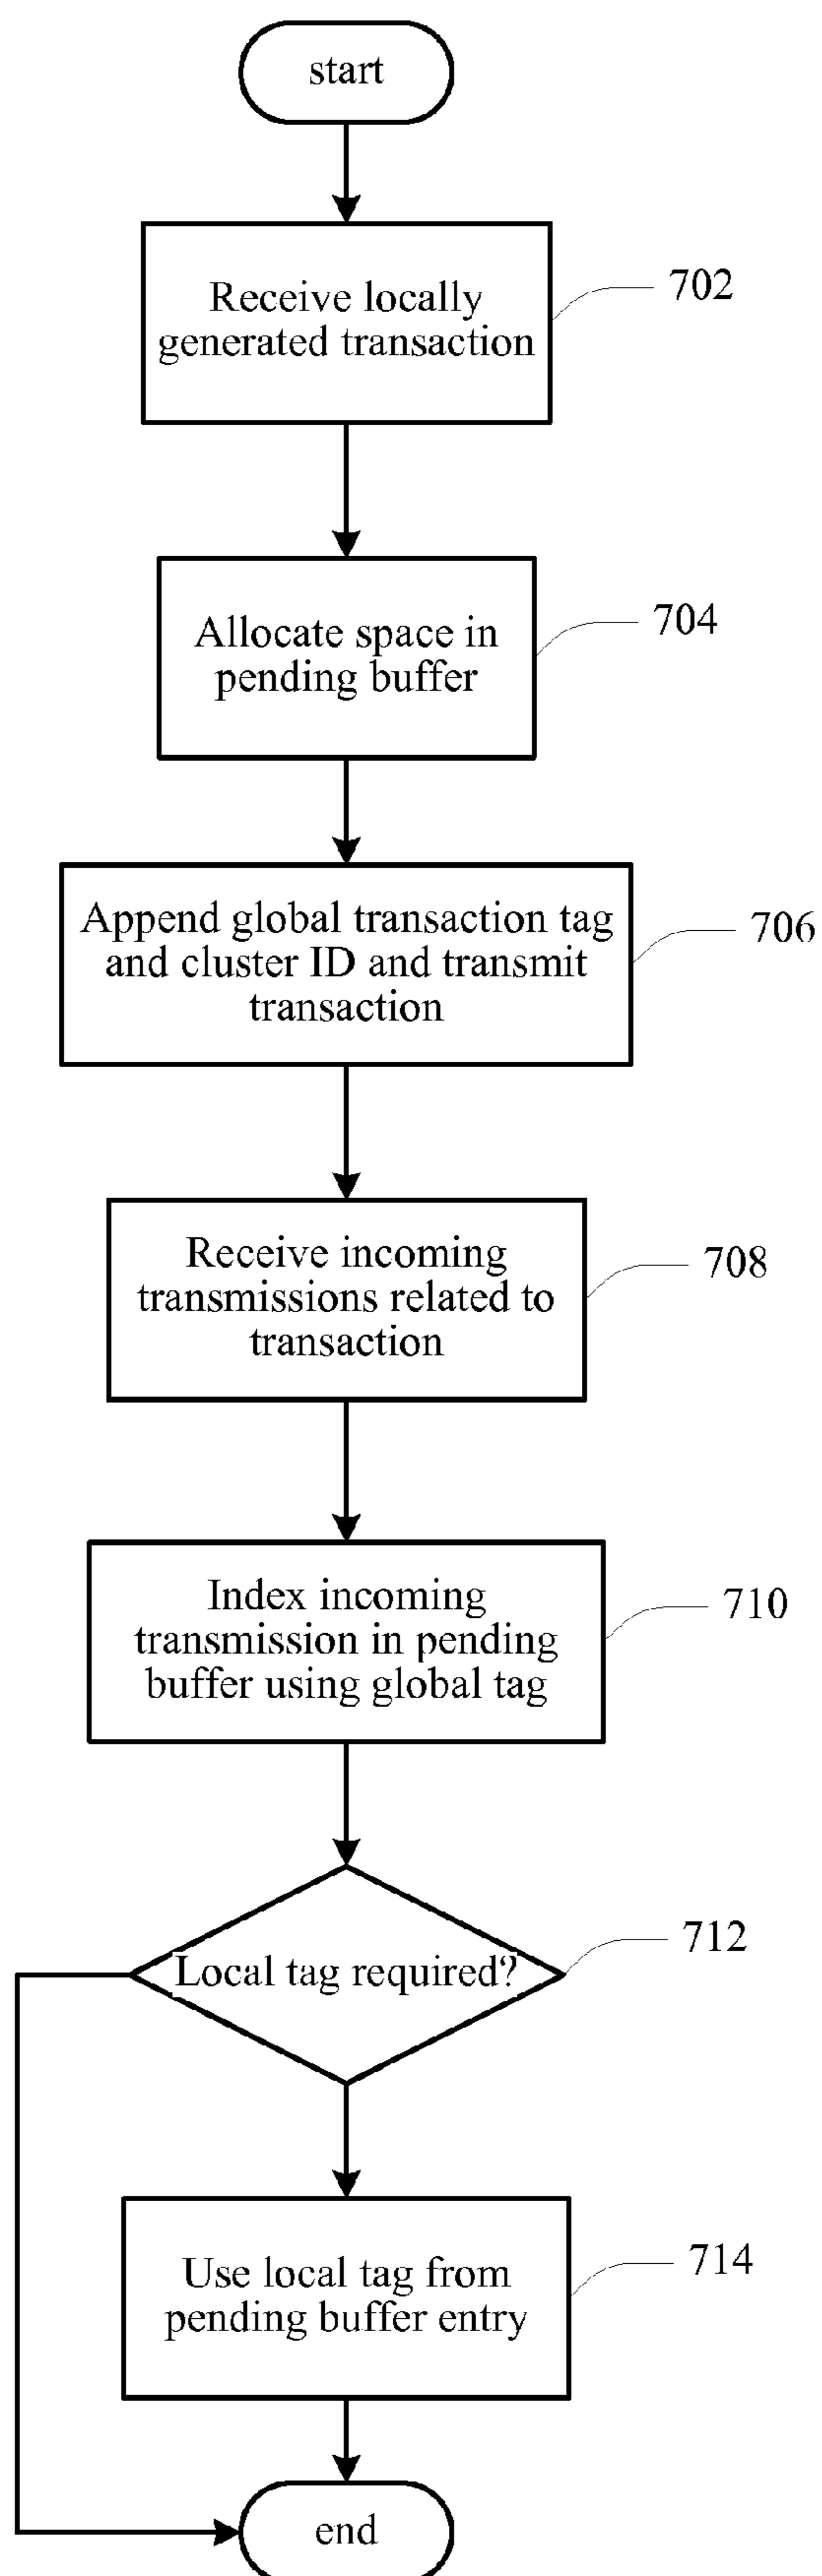 start
Receive locally
generated transaction
702
Allocate space in
pending buffer
704
Append global transaction tag
and cluster ID and transmit
transaction
706
Receive incoming
transmissions related to
transaction
708
Index incoming
transmission in pending
buffer using global tag
710
Local tag required?
712
Use local tag from
pending buffer entry
714
end